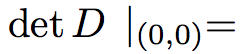 det D |(0,0)=